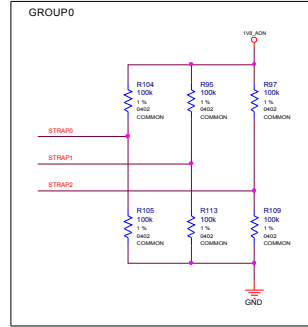 GROUP0
1V8_AON
R104
100k
1 %
0402
COMMON
R95
100k
1 %
0402
COMMON
R97
100k
1 %
0402
COMMON
STRAP0
STRAP1
STRAP2
R105
100k
1 %
0402
COMMON
R113
100k
1 %
0402
COMMON
R109
100k
1 %
0402
COMMON
GND